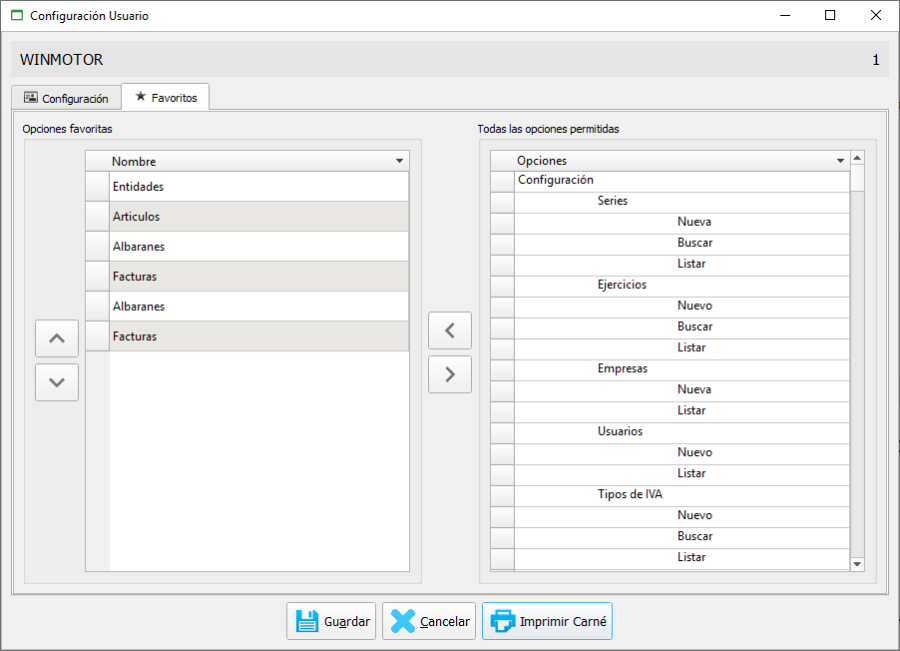 Configuración Usuario
WINMOTOR 1
Configuración Favoritos
Opciones favoritas
Nombre
Entidades
Articulos
Albaranes
Facturas
Albaranes
Facturas
Todas las opciones permitidas
Opciones
Configuración
Series
Nueva
Buscar
Listar
Ejercicios
Nuevo
Buscar
Listar
Empresas
Nueva
Listar
Usuarios
Nuevo
Listar
Tipos de IVA
Nuevo
Buscar
Listar
Guardar Cancelar Imprimir Carné